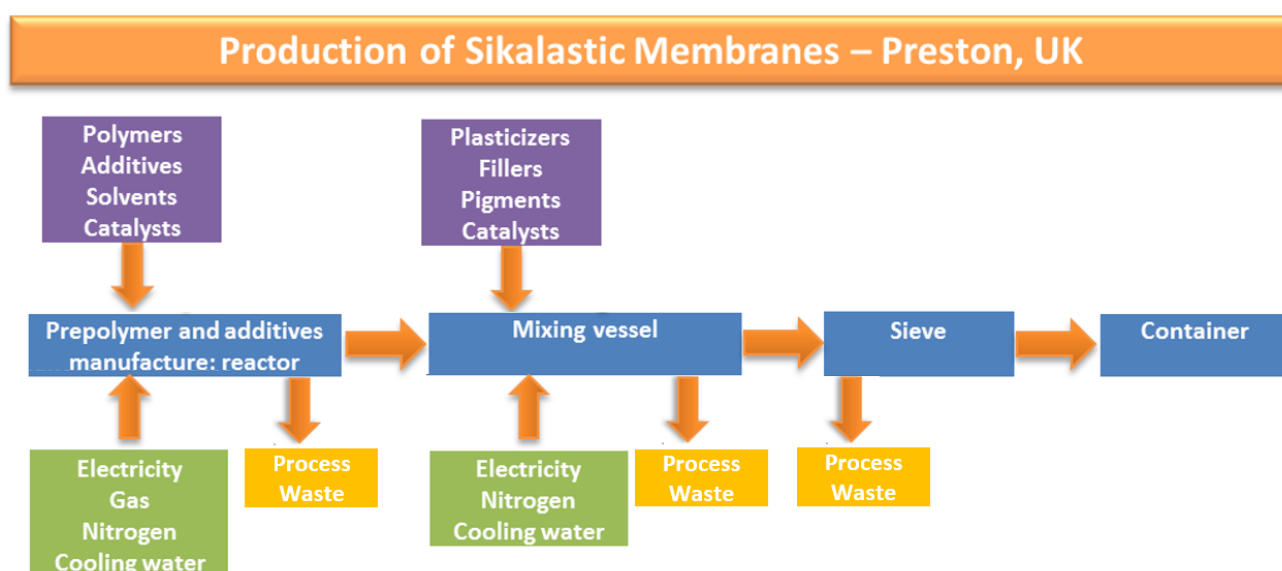 Production of Sikalastic Membranes – Preston, UK
Polymers
Additives
Solvents
Catalysts
Plasticizers
Fillers
Pigments
Catalysts
Prepolymer and additives
manufacture: reactor
Mixing vessel
Sieve
Container
Electricity
Gas
Nitrogen
Cooling water
Process
Waste
Electricity
Nitrogen
Cooling water
Process
Waste
Process
Waste